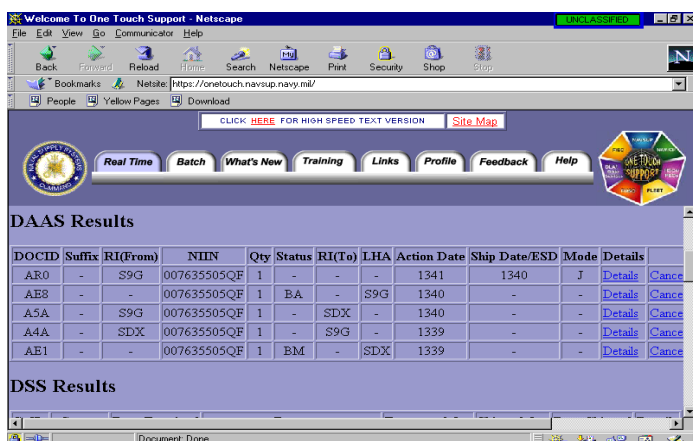 Welcome To One Touch Support - Netscape
UNCLASSIFIED
File Edit View Go Communicator Help
Back Forward Reload Home Search Netscape Print Security Shop Stop
Bookmarks Netsite: https://onetouch.navsup.navy.mil/
People Yellow Pages Download
CLICK HERE FOR HIGH SPEED TEXT VERSION Site Map
Real Time Batch What's New Training Links Profile Feedback Help
ONE TOUCH SUPPORT
FLEET
DAAS Results
DOCID Suffix RI(From) NIIN Qty Status RI(To) LHA Action Date Ship Date/ESD Mode Details
AR0 - S9G 007635505QF 1 - - - 1341 1340 J Details Cance
AE8 - - 007635505QF 1 BA - S9G 1340 - - Details Cance
A5A - S9G 007635505QF 1 - SDX - 1340 - - Details Cance
A4A - SDX 007635505QF 1 - S9G - 1339 - - Details Cance
AE1 - - 007635505QF 1 BM - SDX 1339 - - Details Cance
DSS Results
Document: Done